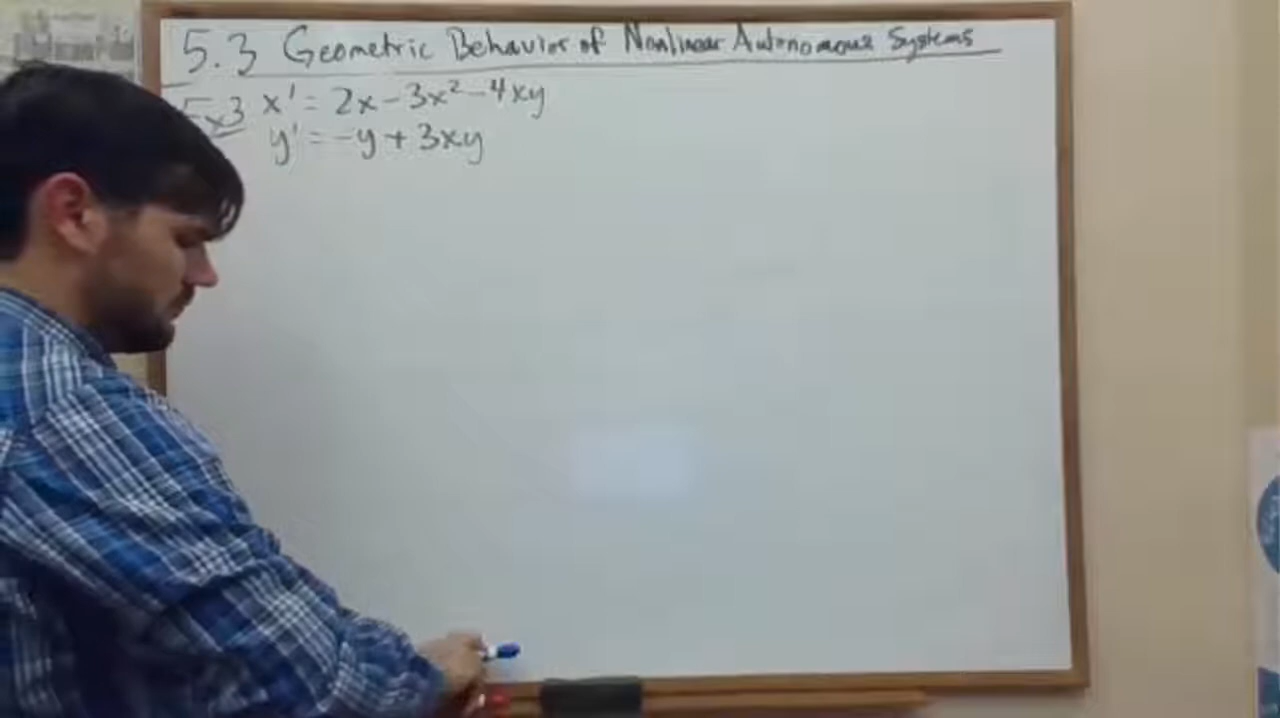 5.3 Geometric Behavior of Nonlinear Autonomous Systems
Ex3 x' = 2x - 3x² - 4xy
y' = -y + 3xy